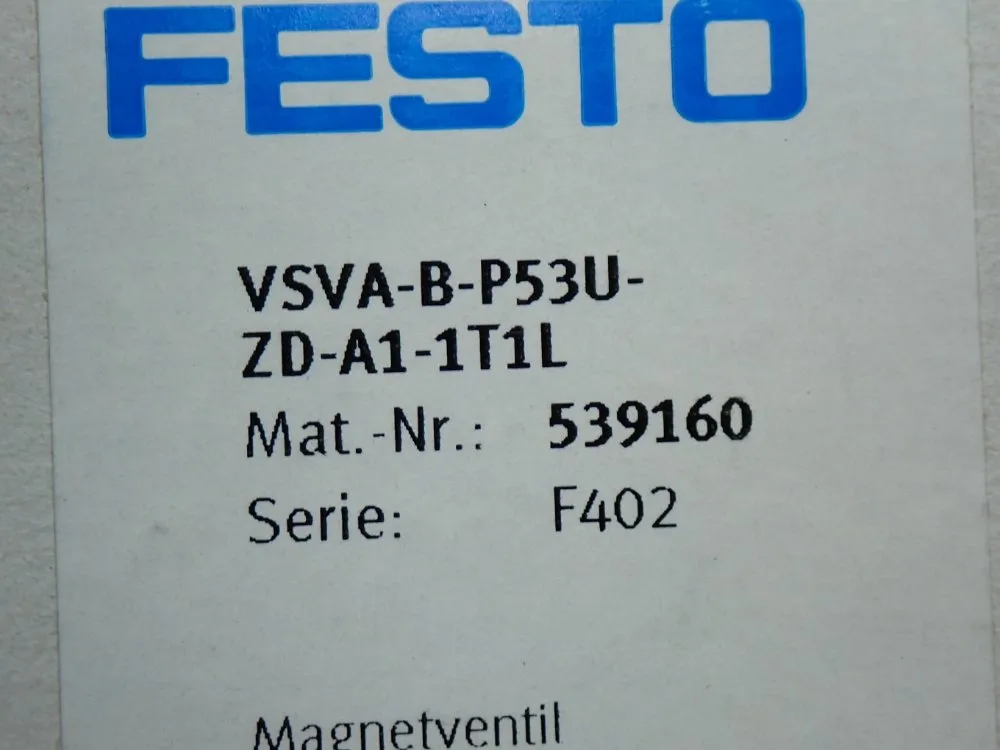 FESTO
VSVA-B-P53U-
ZD-A1-1T1L
Mat.-Nr.: 539160
Serie: F402
Magnetventil